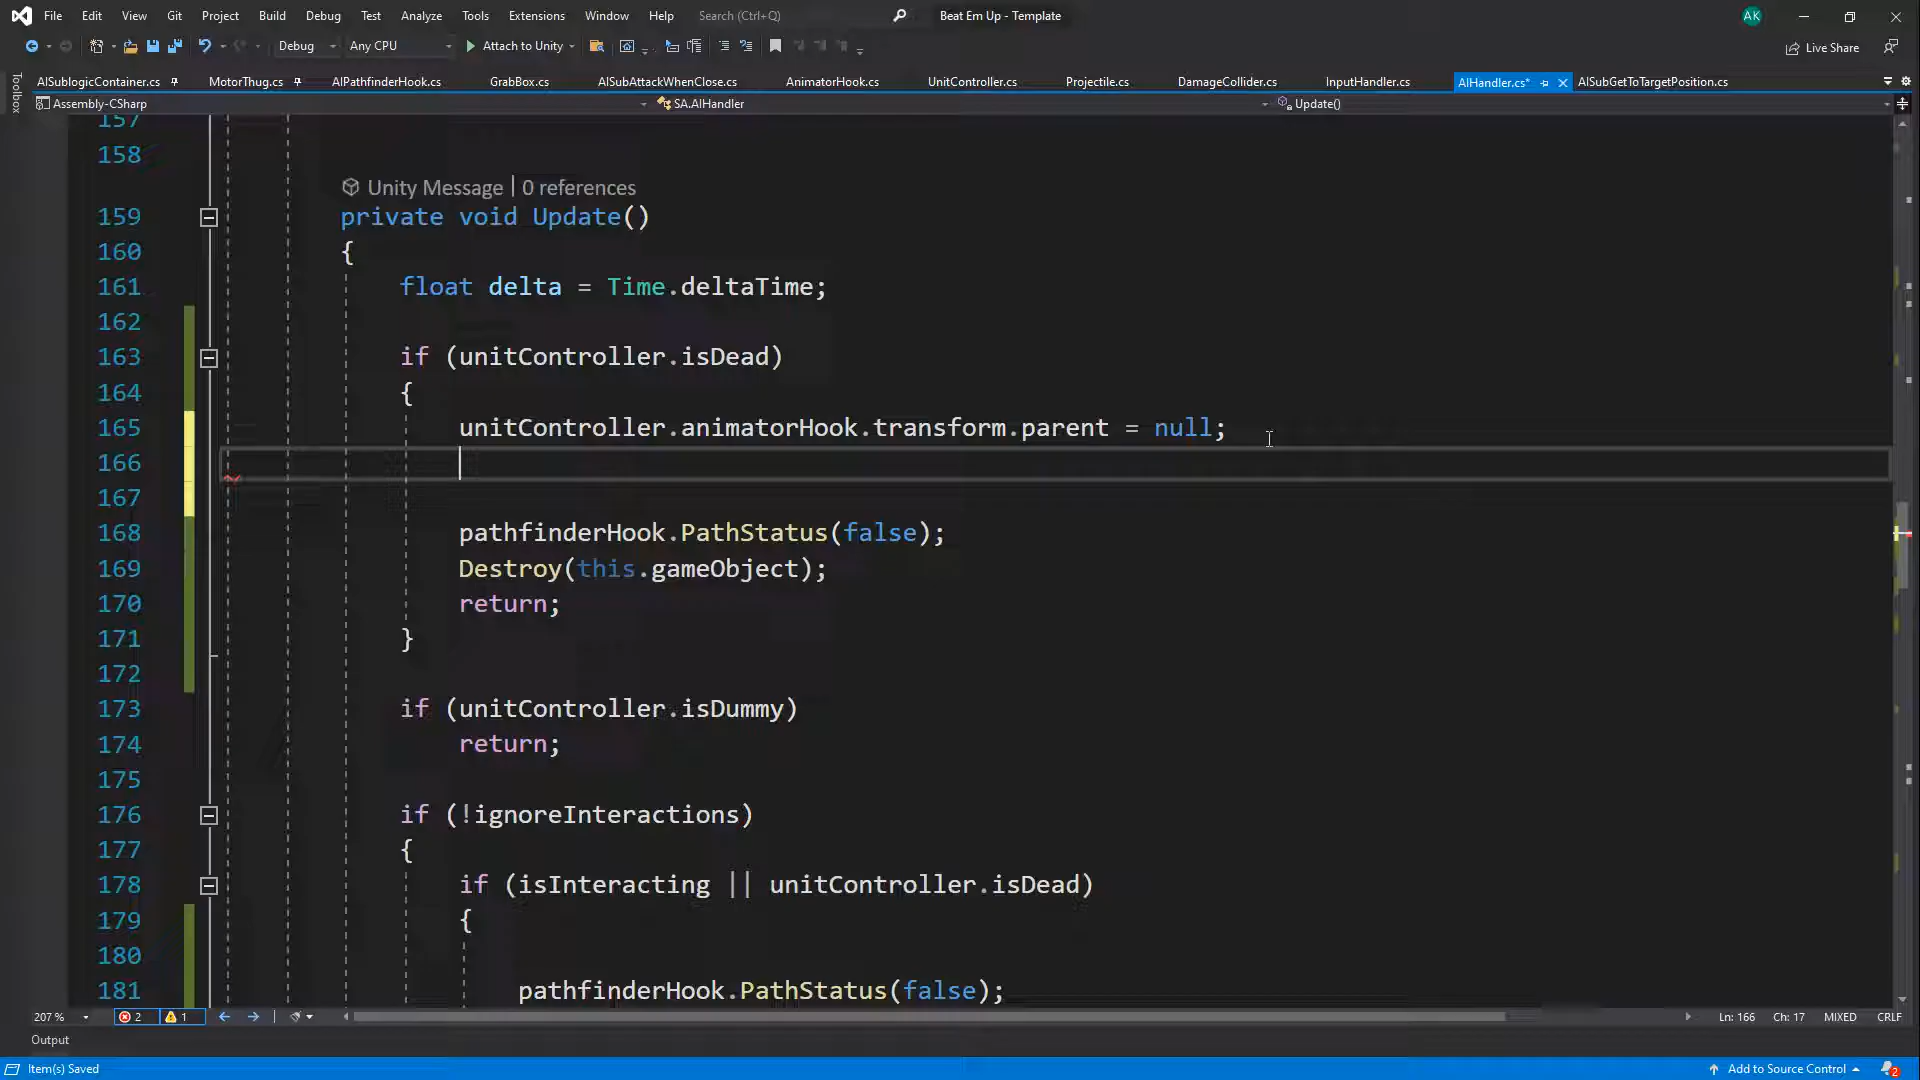 File Edit View Git Project Build Debug Test Analyze Tools Extensions Window Help Search (Ctrl+Q) Beat Em Up - Template AK
Debug Any CPU Attach to Unity Live Share
Toolbox
AISublogicContainer.cs MotorThug.cs AIPathfinderHook.cs GrabBox.cs AISubAttackWhenClose.cs AnimatorHook.cs UnitController.cs Projectile.cs DamageCollider.cs InputHandler.cs AIHandler.cs* AISubGetToTargetPosition.cs
Assembly-CSharp SA.AIHandler Update()
157
158
Unity Message | 0 references
159 private void Update()
160 {
161 float delta = Time.deltaTime;
162
163 if (unitController.isDead)
164 {
165 unitController.animatorHook.transform.parent = null;
166
167
168 pathfinderHook.PathStatus(false);
169 Destroy(this.gameObject);
170 return;
171 }
172
173 if (unitController.isDummy)
174 return;
175
176 if (!ignoreInteractions)
177 {
178 if (isInteracting || unitController.isDead)
179 {
180
181 pathfinderHook.PathStatus(false);
207 % 2 1 Ln: 166 Ch: 17 MIXED CRLF
Output
Item(s) Saved Add to Source Control 2